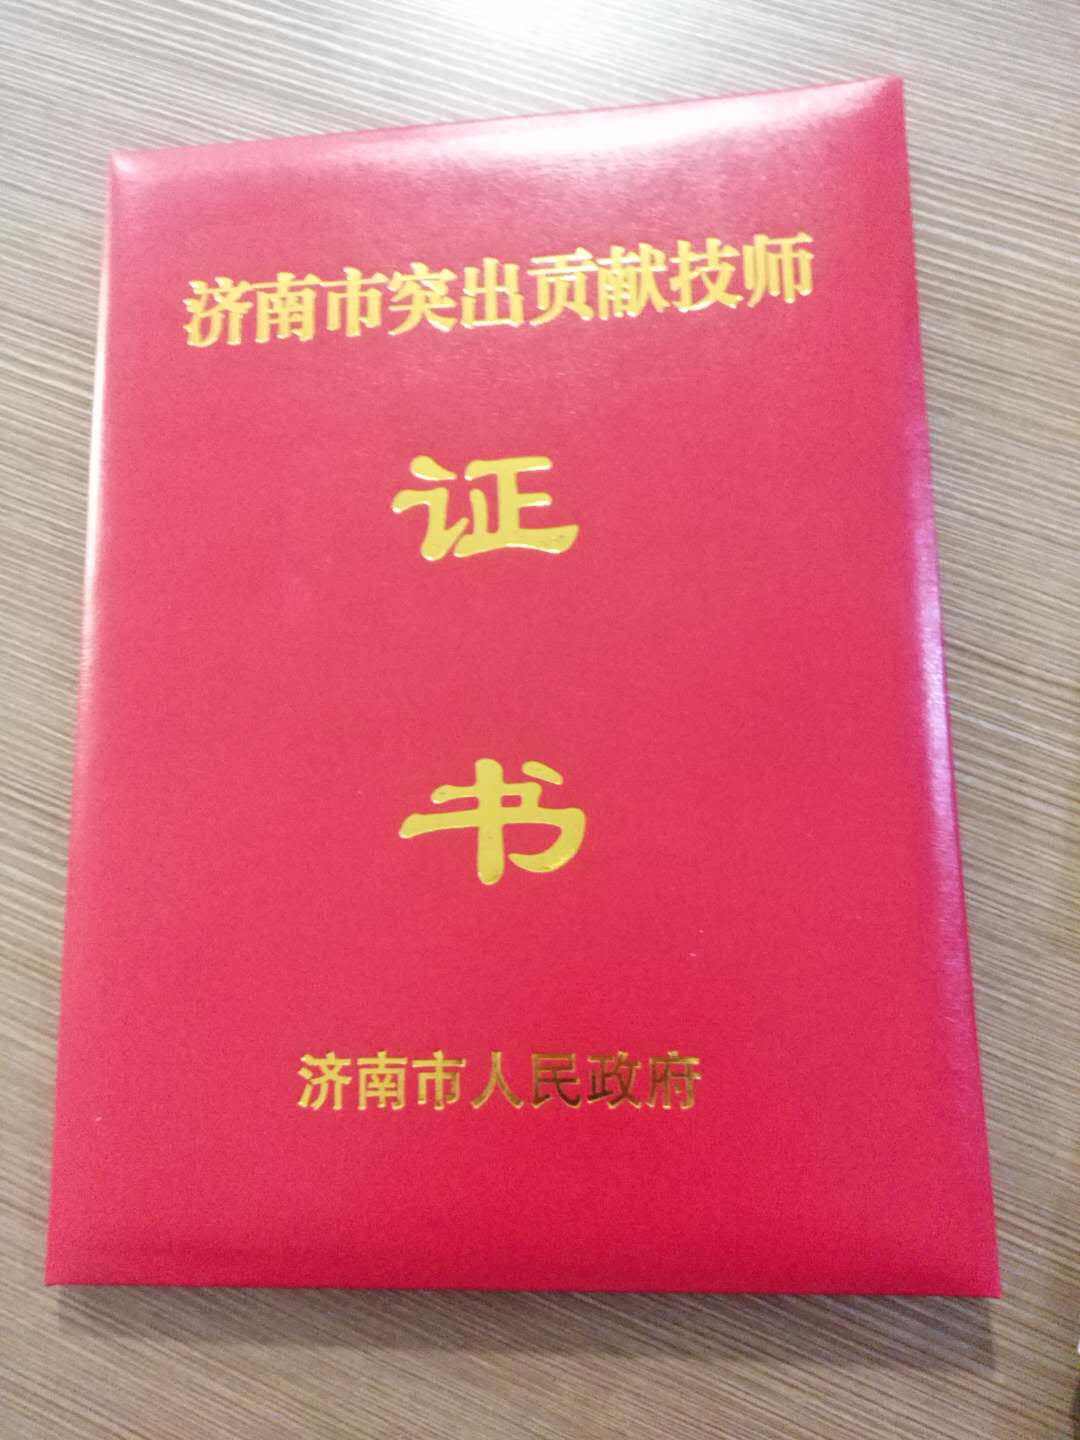 济南市突出贡献技师
证
书
济南市人民政府